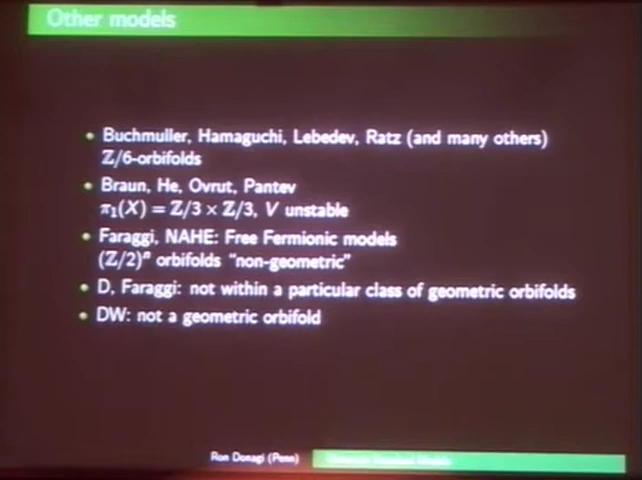 Other models
• Buchmuller, Hamaguchi, Lebedev, Ratz (and many others)
ℤ/6-orbifolds
• Braun, He, Ovrut, Pantev
π₁(X) = ℤ/3 × ℤ/3, V unstable
• Faraggi, NAHE: Free Fermionic models
(ℤ/2)ⁿ orbifolds "non-geometric"
• D, Faraggi: not within a particular class of geometric orbifolds
• DW: not a geometric orbifold
Ron Donagi (Penn)